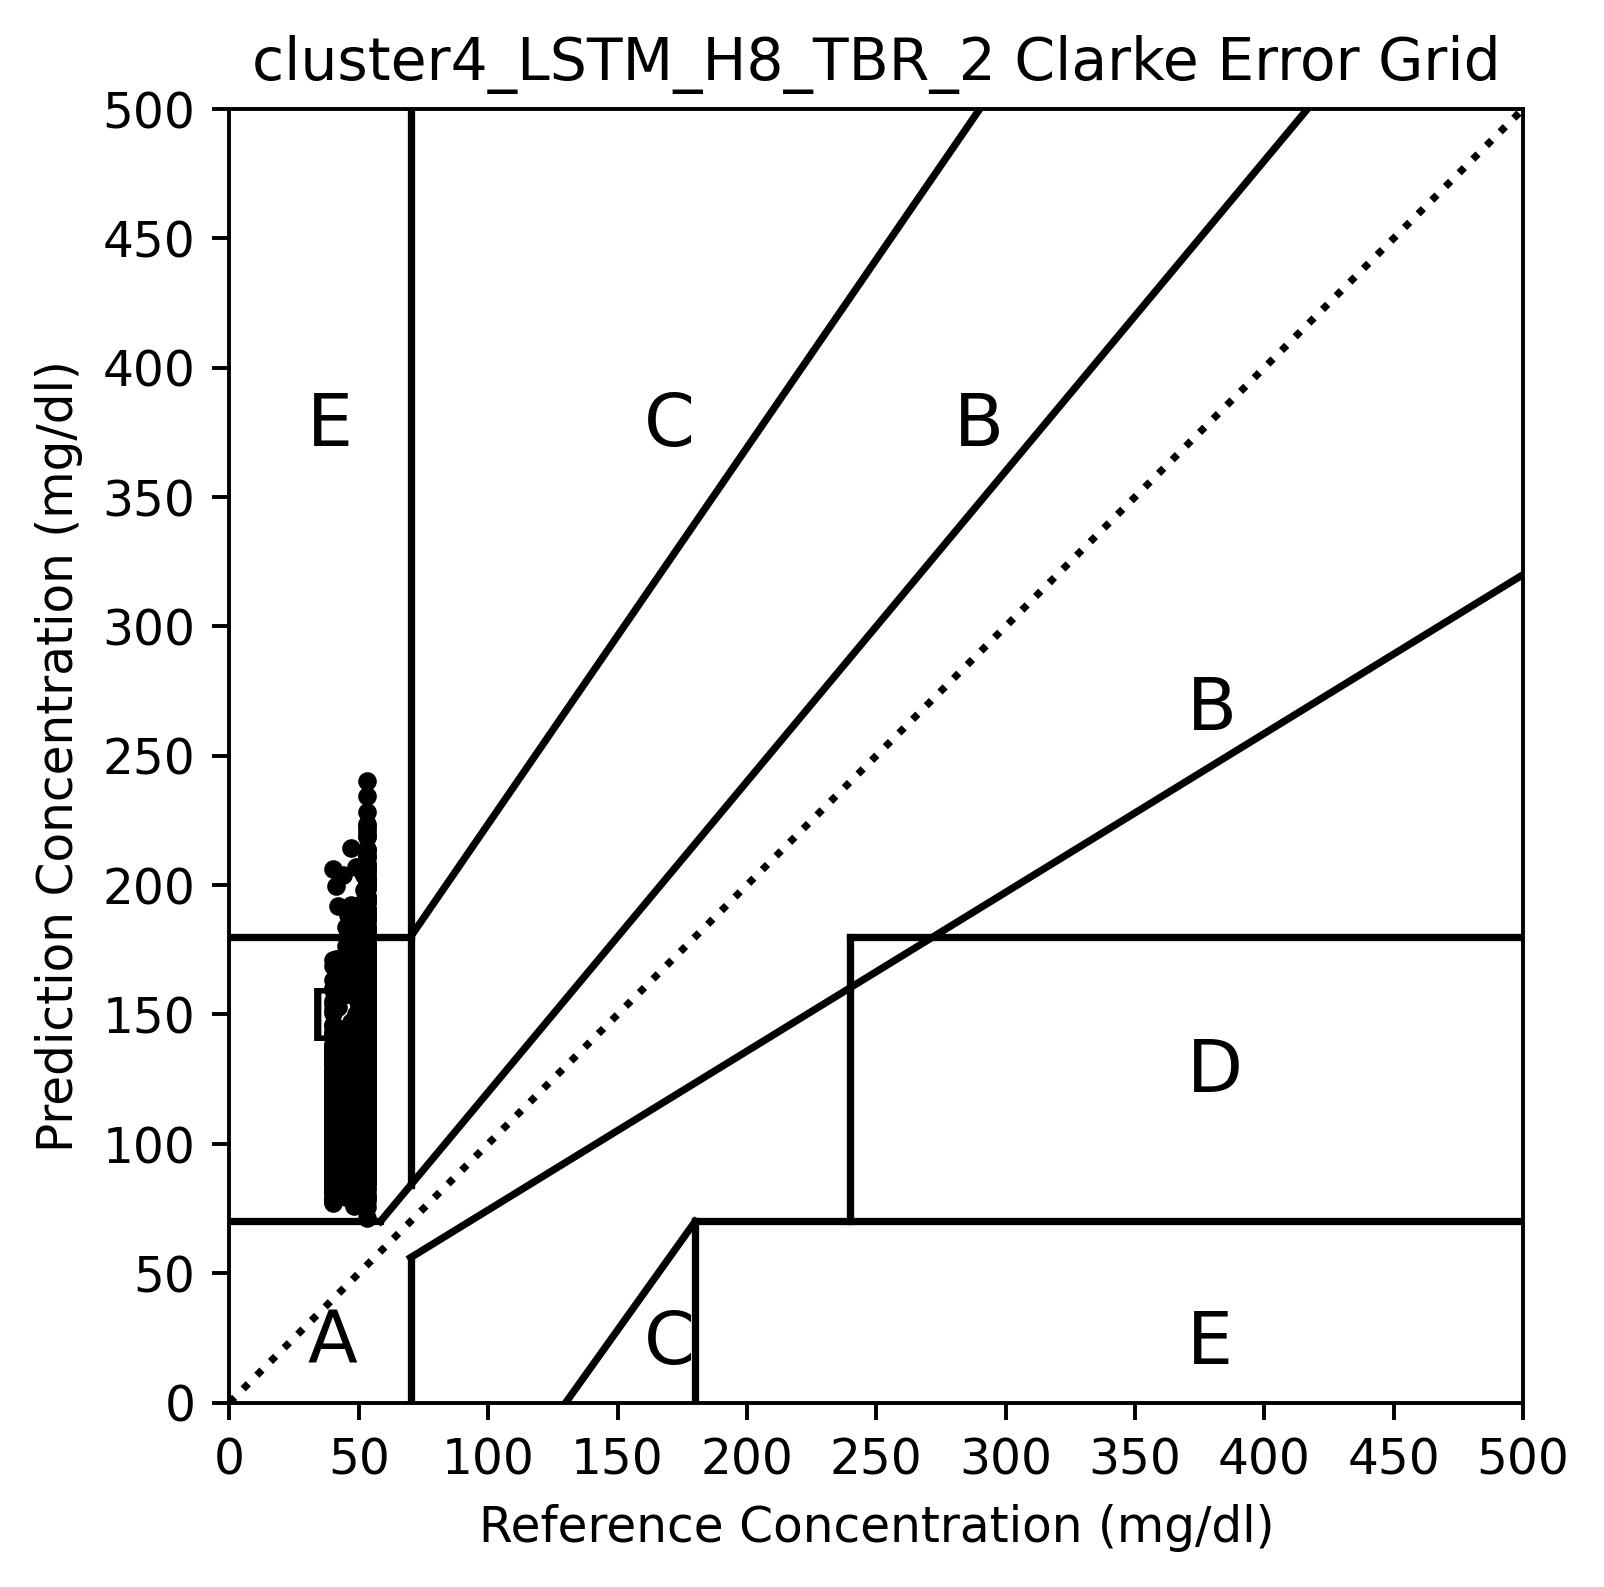 cluster4_LSTM_H8_TBR_2 Clarke Error Grid
500
450
400
350
300
250
200
150
100
50
0
Prediction Concentration (mg/dl)
E
C
B
B
D
A
C
E
0 50 100 150 200 250 300 350 400 450 500
Reference Concentration (mg/dl)